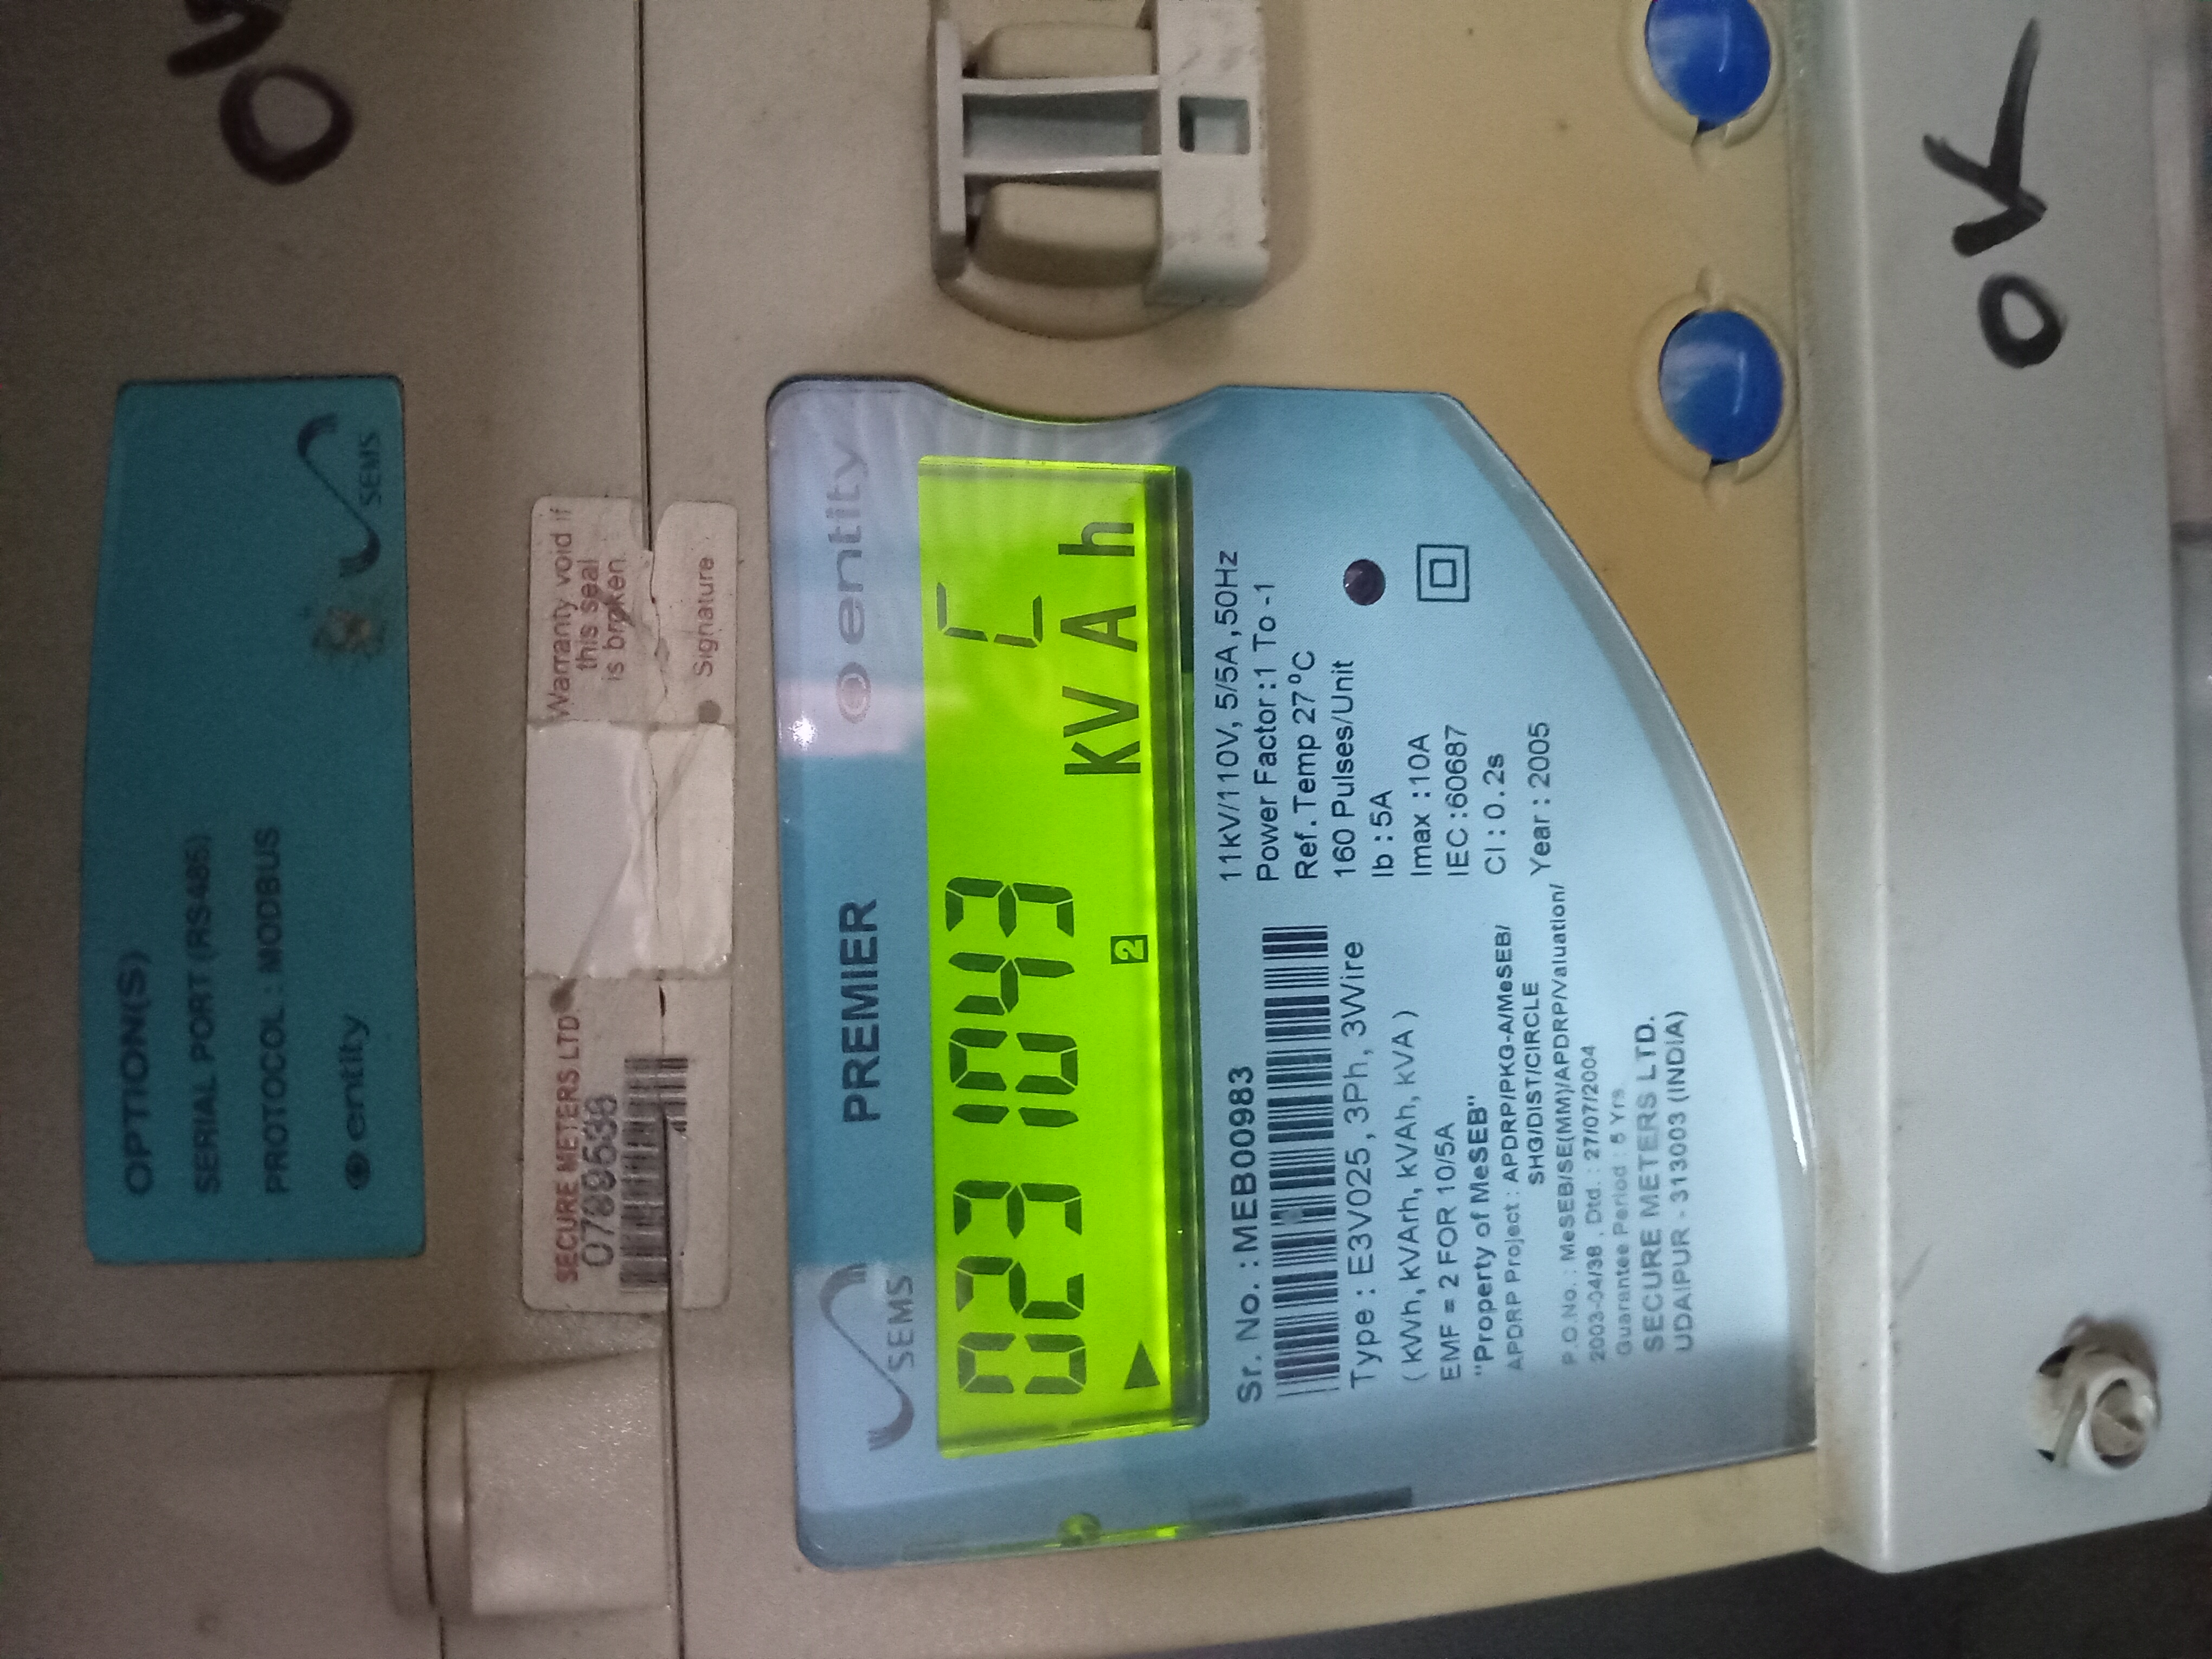 OPTION(S)
SERIAL PORT (RS485)
PROTOCOL : MODBUS
entity
SEMS
OK
SECURE METERS LTD
Warranty void if
this seal
is broken
Signature
SEMS
PREMIER
entity
0231043
2
kVAh
Sr. No. : MEB00983
Type : E3V025, 3Ph, 3Wire
( kWh, kVArh, kVAh, kVA )
EMF = 2 FOR 10/5A
"Property of MeSEB"
APDRP Project : APDRP/PKG-A/MeSEB/
SHG/DIST/CIRCLE
P.O.No. : MeSEB/SE(MM)/APDRP/Valuation/
2003-04/38 , Dtd. : 27/07/2004
Guarantee Period : Yrs
SECURE METERS LTD.
UDAIPUR - 313003 (INDIA)
11kV/110V, 5/5A ,50Hz
Power Factor :1 To -1
Ref. Temp 27°C
160 Pulses/Unit
Ib : 5A
Imax :10A
IEC :60687
Cl : 0.2s
Year : 2005
OK